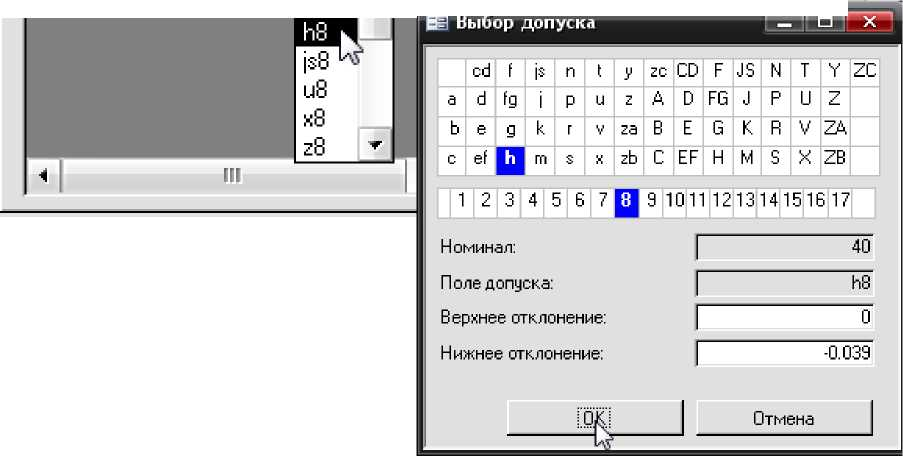 h8
js8
u8
x8
z8
Выбор допуска
cd f js n t y zc CD F JS N T Y ZC
a d fg j p u z A D FG J P U Z
b e g k r v za B E G K R V ZA
c ef h m s x zb C EF H M S X ZB
1 2 3 4 5 6 7 8 9 10 11 12 13 14 15 16 17
Номинал: 40
Поле допуска: h8
Верхнее отклонение: 0
Нижнее отклонение: -0.039
OK Отмена